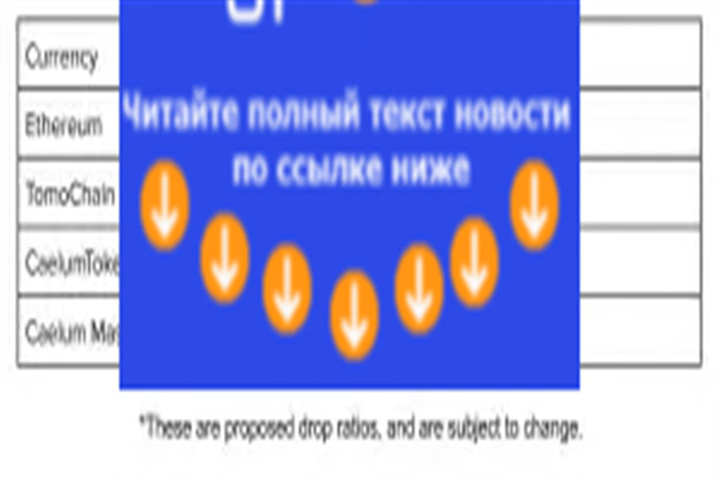 Currency
Читайте полный текст новости
Ethereum
по ссылке ниже
TomoChain
CaelumToke
Caelum Mas
*These are proposed drop ratios, and are subject to change.